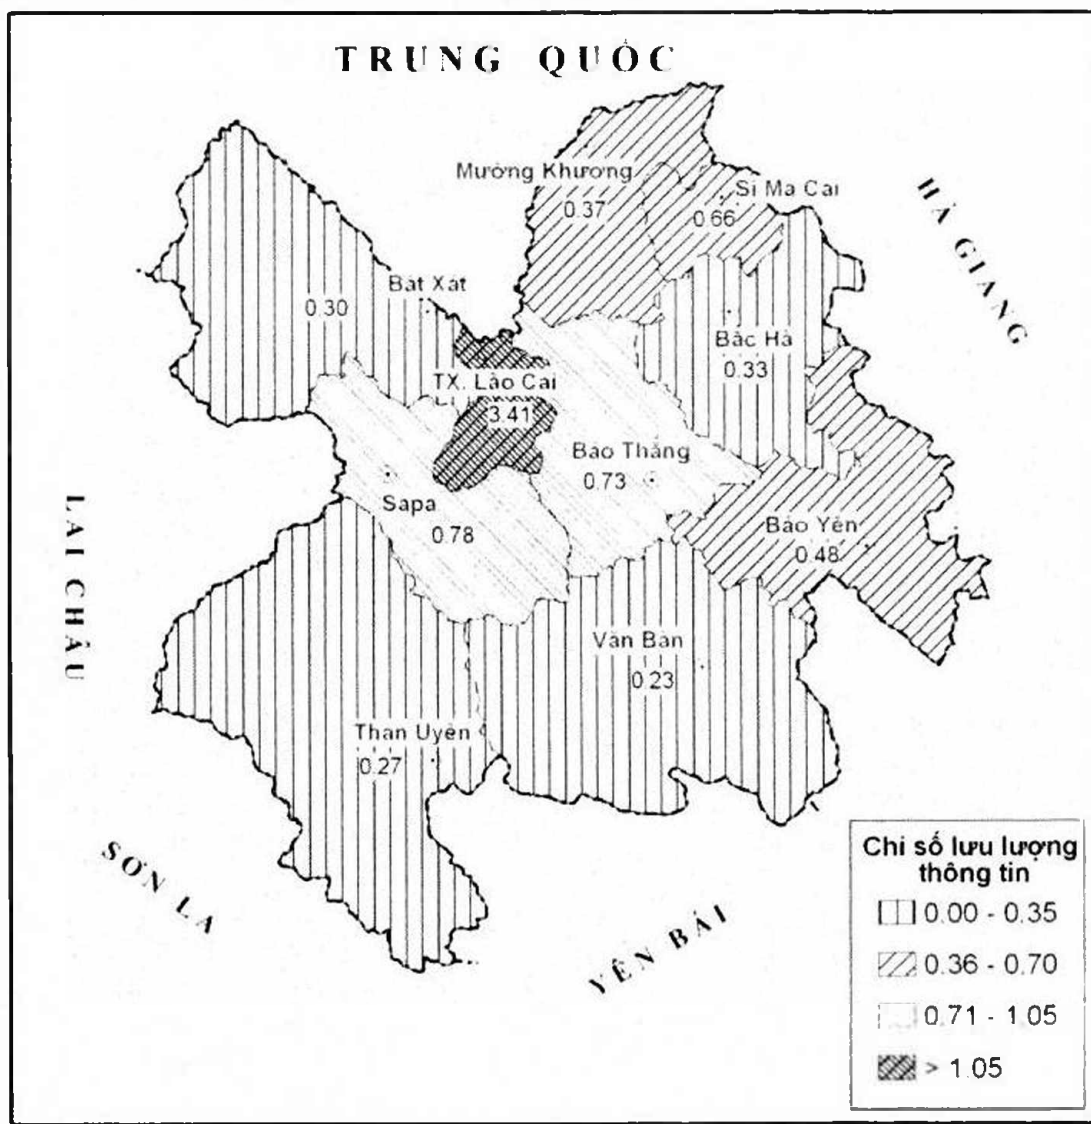 TRUNG QUỐC
Mường Khương
0.37
Si Ma Cai
0.66
HÀ GIANG
Bát Xát
0.30
Bắc Hà
0.33
TX. Lào Cai
3.41
Bảo Thắng
0.73
Sapa
0.78
Bảo Yên
0.48
LAI CHÂU
Văn Bàn
0.23
Than Uyên
0.27
SƠN LA
YÊN BÁI
Chỉ số lưu lượng
thông tin
0.00 - 0.35
0.36 - 0.70
0.71 - 1.05
> 1.05